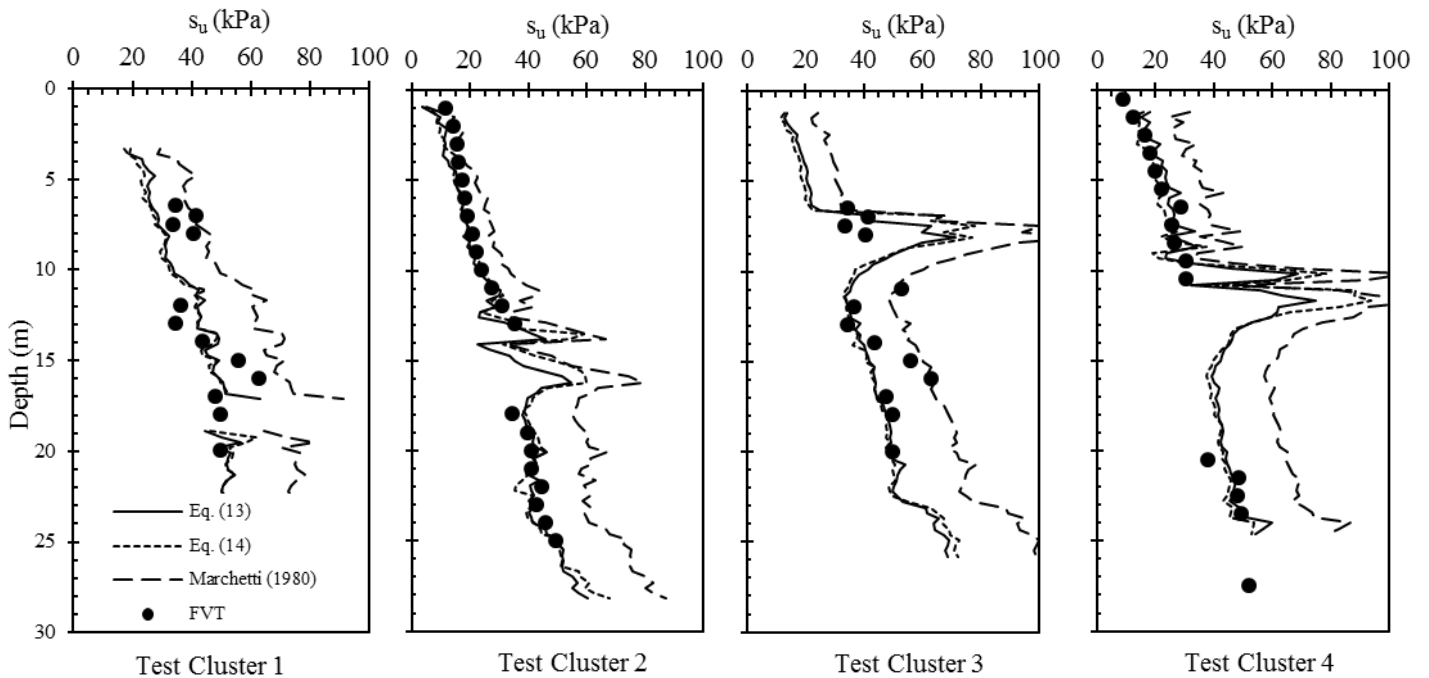 s_u (kPa)
s_u (kPa)
s_u (kPa)
s_u (kPa)
0 20 40 60 80 100
0 20 40 60 80 100
0 20 40 60 80 100
0 20 40 60 80 100
0
5
10
15
20
25
30
Depth (m)
Eq. (13)
Eq. (14)
Marchetti (1980)
FVT
Test Cluster 1
Test Cluster 2
Test Cluster 3
Test Cluster 4